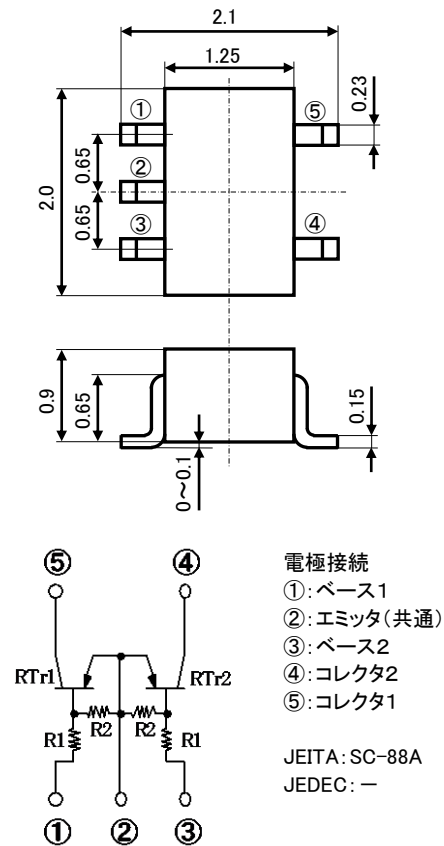 2.1
1.25
①
⑤
0.23
0.65
②
2.0
0.65
③
④
0.9
0.65
0.15
0～0.1
⑤
④
RTr1
RTr2
R2
R2
R1
R1
①
②
③
電極接続
①:ベース1
②:エミッタ(共通)
③:ベース2
④:コレクタ2
⑤:コレクタ1
JEITA:SC-88A
JEDEC:－